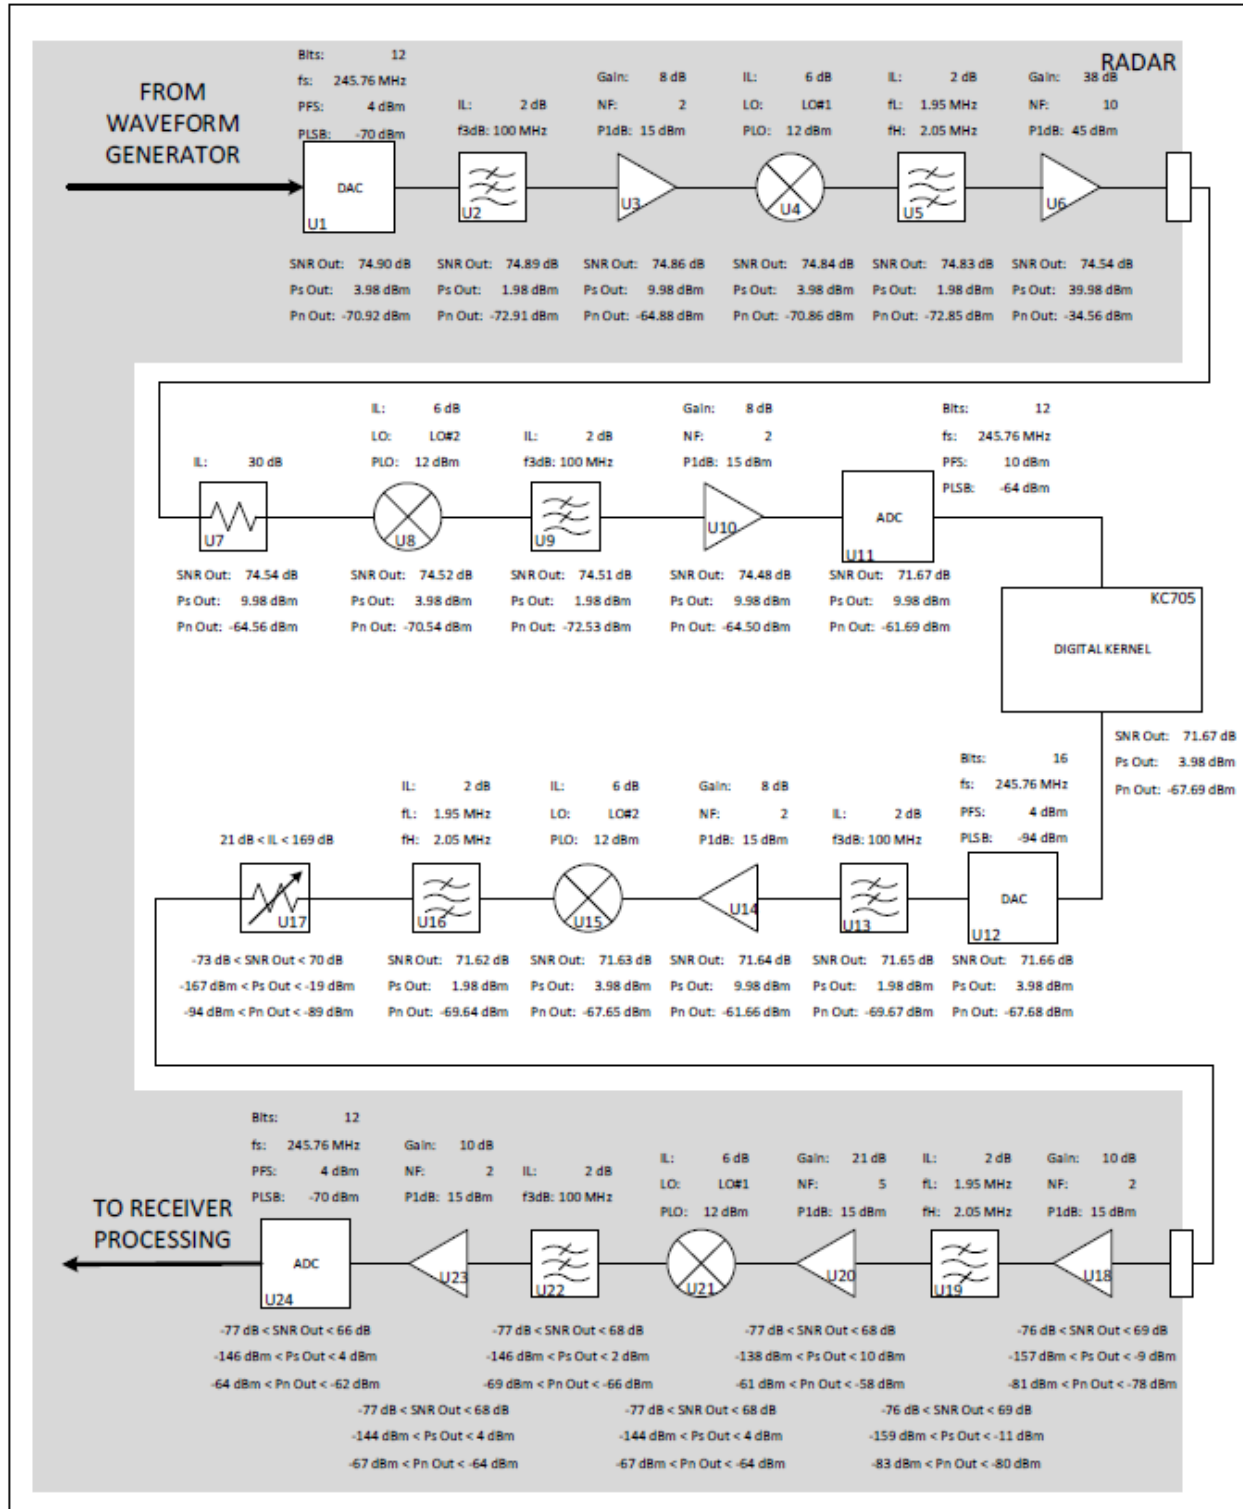 RADAR
FROM
WAVEFORM
GENERATOR
Bits: 12
fs: 245.76 MHz
PFS: 4 dBm
PLSB: -70 dBm
DAC
U1
IL: 2 dB
f3dB: 100 MHz
U2
Gain: 8 dB
NF: 2
P1dB: 15 dBm
U3
IL: 6 dB
LO: LO#1
PLO: 12 dBm
U4
IL: 2 dB
fL: 1.95 MHz
fH: 2.05 MHz
U5
Gain: 38 dB
NF: 10
P1dB: 45 dBm
U6
SNR Out: 74.90 dB
Ps Out: 3.98 dBm
Pn Out: -70.92 dBm
SNR Out: 74.89 dB
Ps Out: 1.98 dBm
Pn Out: -72.91 dBm
SNR Out: 74.86 dB
Ps Out: 9.98 dBm
Pn Out: -64.88 dBm
SNR Out: 74.84 dB
Ps Out: 3.98 dBm
Pn Out: -70.86 dBm
SNR Out: 74.83 dB
Ps Out: 1.98 dBm
Pn Out: -72.85 dBm
SNR Out: 74.54 dB
Ps Out: 39.98 dBm
Pn Out: -34.56 dBm
IL: 30 dB
U7
IL: 6 dB
LO: LO#2
PLO: 12 dBm
U8
IL: 2 dB
f3dB: 100 MHz
U9
Gain: 8 dB
NF: 2
P1dB: 15 dBm
U10
Bits: 12
fs: 245.76 MHz
PFS: 10 dBm
PLSB: -64 dBm
ADC
U11
SNR Out: 74.54 dB
Ps Out: 9.98 dBm
Pn Out: -64.56 dBm
SNR Out: 74.52 dB
Ps Out: 3.98 dBm
Pn Out: -70.54 dBm
SNR Out: 74.51 dB
Ps Out: 1.98 dBm
Pn Out: -72.53 dBm
SNR Out: 74.48 dB
Ps Out: 9.98 dBm
Pn Out: -64.50 dBm
SNR Out: 71.67 dB
Ps Out: 9.98 dBm
Pn Out: -61.69 dBm
KC705
DIGITAL KERNEL
SNR Out: 71.67 dB
Ps Out: 3.98 dBm
Pn Out: -67.69 dBm
21 dB < IL < 169 dB
U17
IL: 2 dB
fL: 1.95 MHz
fH: 2.05 MHz
U16
IL: 6 dB
LO: LO#2
PLO: 12 dBm
U15
Gain: 8 dB
NF: 2
P1dB: 15 dBm
U14
IL: 2 dB
f3dB: 100 MHz
U13
Bits: 16
fs: 245.76 MHz
PFS: 4 dBm
PLSB: -94 dBm
DAC
U12
-73 dB < SNR Out < 70 dB
-167 dBm < Ps Out < -19 dBm
-94 dBm < Pn Out < -89 dBm
SNR Out: 71.62 dB
Ps Out: 1.98 dBm
Pn Out: -69.64 dBm
SNR Out: 71.63 dB
Ps Out: 3.98 dBm
Pn Out: -67.65 dBm
SNR Out: 71.64 dB
Ps Out: 9.98 dBm
Pn Out: -61.66 dBm
SNR Out: 71.65 dB
Ps Out: 1.98 dBm
Pn Out: -69.67 dBm
SNR Out: 71.66 dB
Ps Out: 3.98 dBm
Pn Out: -67.68 dBm
TO RECEIVER
PROCESSING
Bits: 12
fs: 245.76 MHz
PFS: 4 dBm
PLSB: -70 dBm
ADC
U24
Gain: 10 dB
NF: 2
P1dB: 15 dBm
U23
IL: 2 dB
f3dB: 100 MHz
U22
IL: 6 dB
LO: LO#1
PLO: 12 dBm
U21
Gain: 21 dB
NF: 5
P1dB: 15 dBm
U20
IL: 2 dB
fL: 1.95 MHz
fH: 2.05 MHz
U19
Gain: 10 dB
NF: 2
P1dB: 15 dBm
U18
-77 dB < SNR Out < 66 dB
-146 dBm < Ps Out < 4 dBm
-64 dBm < Pn Out < -62 dBm
-77 dB < SNR Out < 68 dB
-146 dBm < Ps Out < 2 dBm
-69 dBm < Pn Out < -66 dBm
-77 dB < SNR Out < 68 dB
-138 dBm < Ps Out < 10 dBm
-61 dBm < Pn Out < -58 dBm
-76 dB < SNR Out < 69 dB
-157 dBm < Ps Out < -9 dBm
-81 dBm < Pn Out < -78 dBm
-77 dB < SNR Out < 68 dB
-144 dBm < Ps Out < 4 dBm
-67 dBm < Pn Out < -64 dBm
-77 dB < SNR Out < 68 dB
-144 dBm < Ps Out < 4 dBm
-67 dBm < Pn Out < -64 dBm
-76 dB < SNR Out < 69 dB
-159 dBm < Ps Out < -11 dBm
-83 dBm < Pn Out < -80 dBm